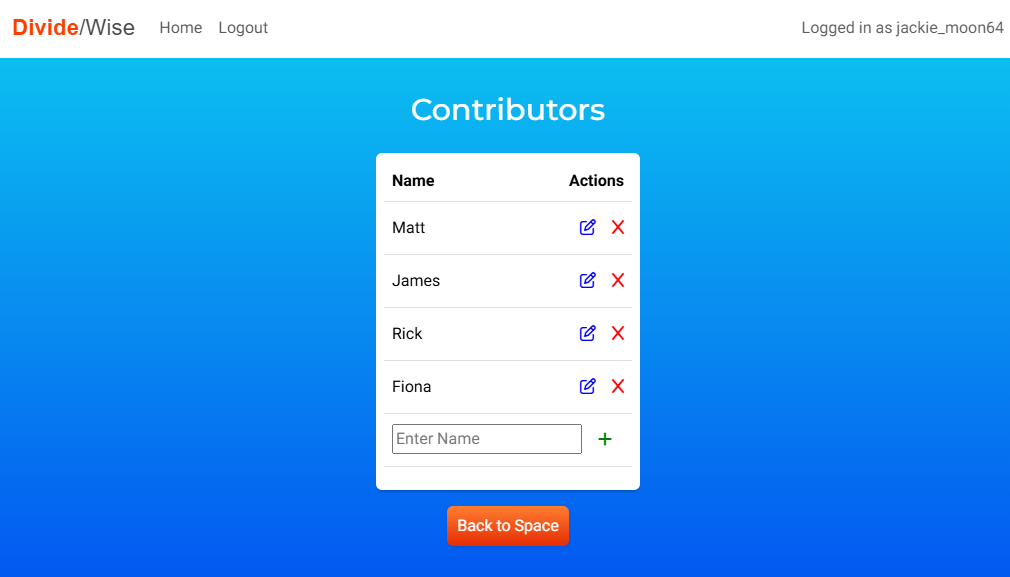 Divide/Wise Home Logout Logged in as jackie_moon64
Contributors
Name Actions
Matt
James
Rick
Fiona
Enter Name
Back to Space